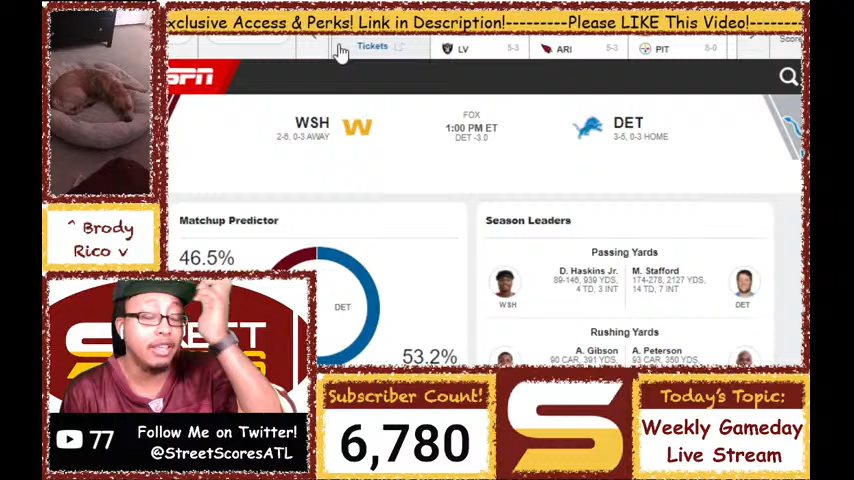 xclusive Access & Perks! Link in Description!---------Please LIKE This Video!-------
Tickets
LV 5-3
ARI 5-3
PIT 8-0
Score
ESPN
WSH
2-6, 0-3 AWAY
FOX
1:00 PM ET
DET -3.0
DET
3-5, 0-3 HOME
Matchup Predictor
46.5%
DET
53.2%
Season Leaders
Passing Yards
D. Haskins Jr.
89-146, 939 YDS,
4 TD, 3 INT
WSH
M. Stafford
174-278, 2127 YDS,
14 TD, 7 INT
DET
Rushing Yards
A. Gibson
90 CAR, 391 YDS,
A. Peterson
93 CAR, 350 YDS,
^ Brody
Rico v
STREET
77
Follow Me on Twitter!
@StreetScoresATL
Subscriber Count!
6,780
S
Today's Topic:
Weekly Gameday
Live Stream